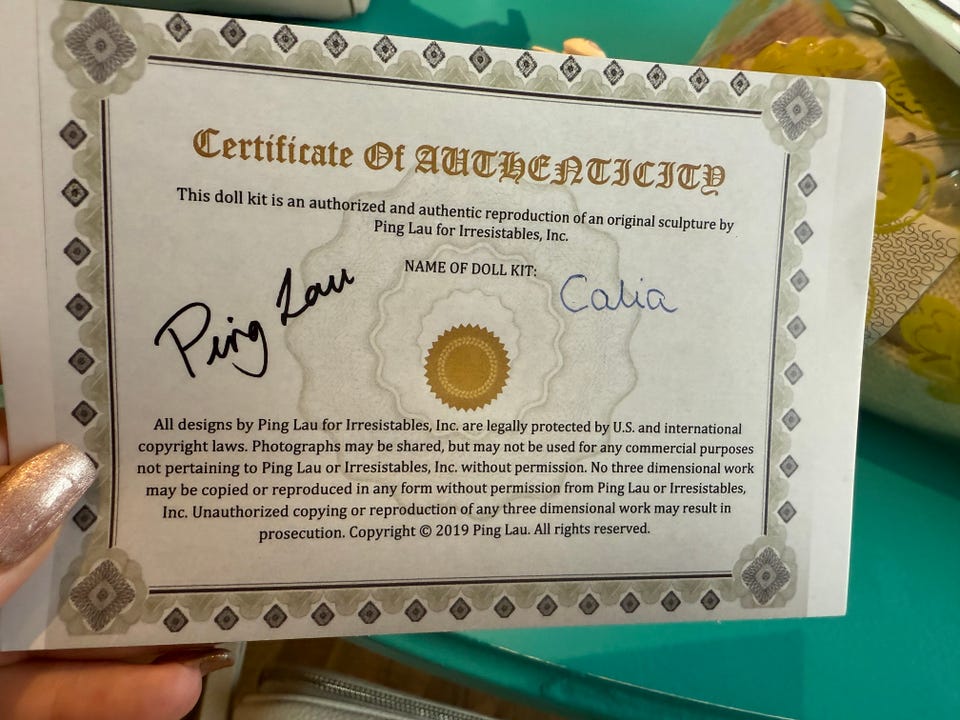 Certificate Of AUTHENTICITY
This doll kit is an authorized and authentic reproduction of an original sculpture by
Ping Lau for Irresistables, Inc.
NAME OF DOLL KIT:
Calia
Ping Lau
All designs by Ping Lau for Irresistables, Inc. are legally protected by U.S. and international
copyright laws. Photographs may be shared, but may not be used for any commercial purposes
not pertaining to Ping Lau or Irresistables, Inc. without permission. No three dimensional work
may be copied or reproduced in any form without permission from Ping Lau or Irresistables,
Inc. Unauthorized copying or reproduction of any three dimensional work may result in
prosecution. Copyright © 2019 Ping Lau. All rights reserved.